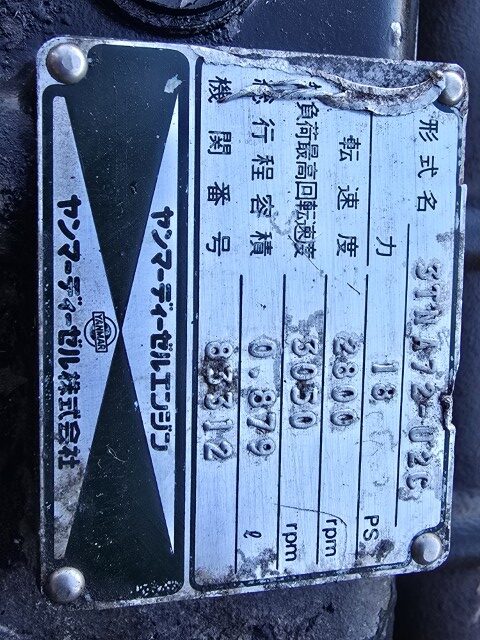 形式名 3TNA72-U2C
力 18 PS
転速度 2800 rpm
負荷最高回転速度 3050 rpm
総行程容積 0.879 ℓ
機関番号 83312
ヤンマーディーゼルエンジン
YANMAR
ヤンマーディーゼル株式会社